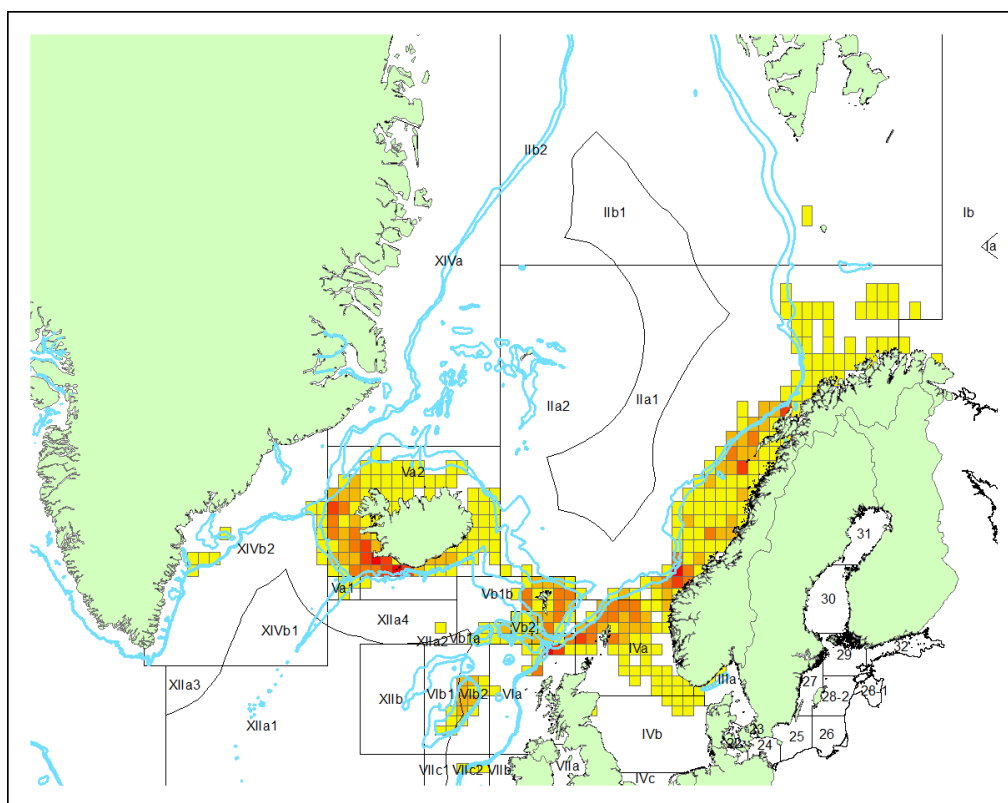 IIb2
IIb1
Ib
Ia
XIVa
IIa2
IIa1
Va2
31
XIVb2
Va1
Vb1b
30
XIIa4
XIVb1
Vb2
XIIa2
Vb1a
IVa
29
32
XIIa3
VIb1
VIb2
VIa
IIIa
27
28-2
28-1
XIIb
XIIa1
IVb
23
22
24
25
26
VIIc1
VIIc2
VIIb
VIIa
IVc